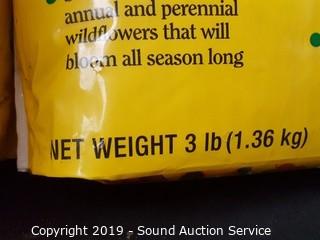 annual and perennial
wildflowers that will
bloom all season long
NET WEIGHT 3 lb (1.36 kg)
Copyright 2019 - Sound Auction Service